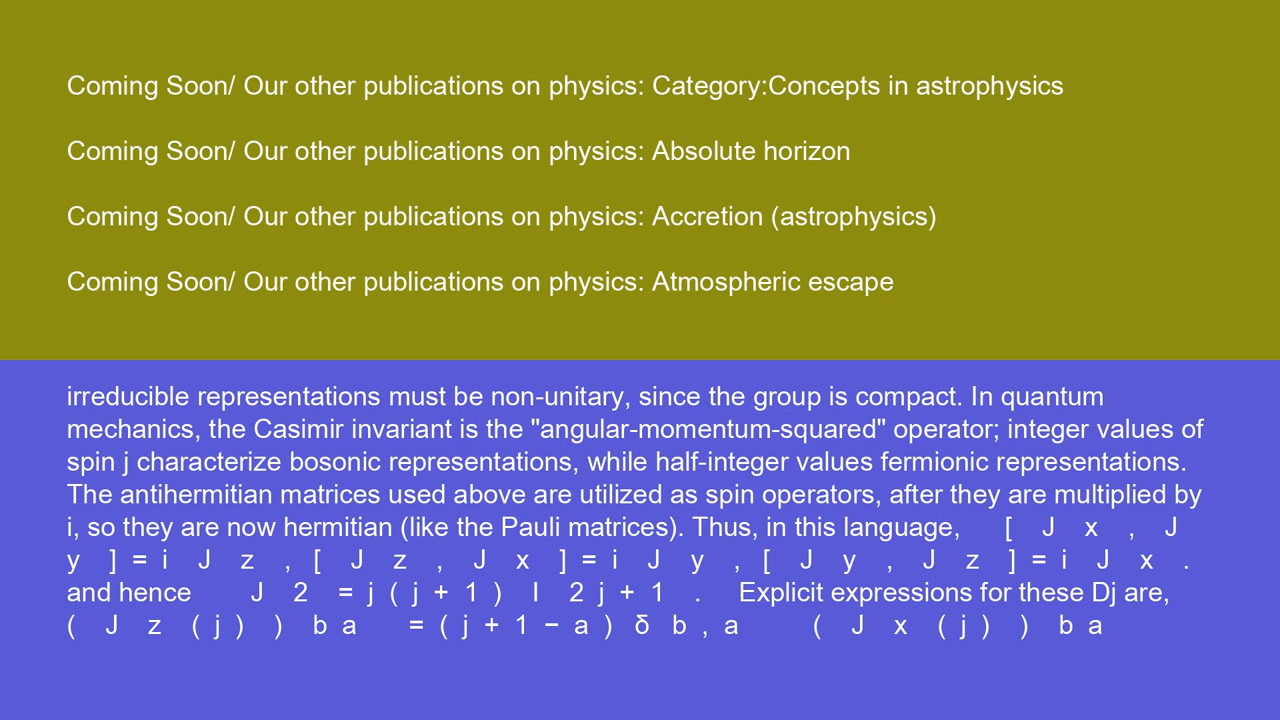 Coming Soon/ Our other publications on physics: Category:Concepts in astrophysics
Coming Soon/ Our other publications on physics: Absolute horizon
Coming Soon/ Our other publications on physics: Accretion (astrophysics)
Coming Soon/ Our other publications on physics: Atmospheric escape
irreducible representations must be non-unitary, since the group is compact. In quantum
mechanics, the Casimir invariant is the "angular-momentum-squared" operator; integer values of
spin j characterize bosonic representations, while half-integer values fermionic representations.
The antihermitian matrices used above are utilized as spin operators, after they are multiplied by
i, so they are now hermitian (like the Pauli matrices). Thus, in this language, [ J x , J
y ] = i J z , [ J z , J x ] = i J y , [ J y , J z ] = i J x .
and hence J 2 = j ( j + 1 ) I 2 j + 1 . Explicit expressions for these Dj are,
( J z ( j ) ) b a = ( j + 1 − a ) δ b , a ( J x ( j ) ) b a